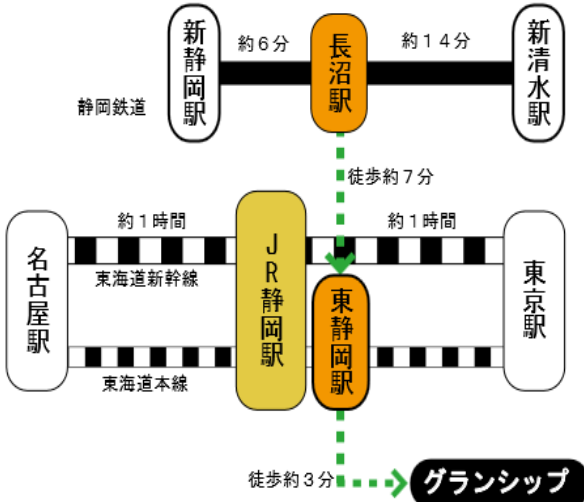 新静岡駅
約６分
長沼駅
約１４分
新清水駅
静岡鉄道
徒歩約７分
名古屋駅
約１時間
東海道新幹線
東海道本線
ＪＲ静岡駅
東静岡駅
約１時間
東京駅
徒歩約３分
グランシップ